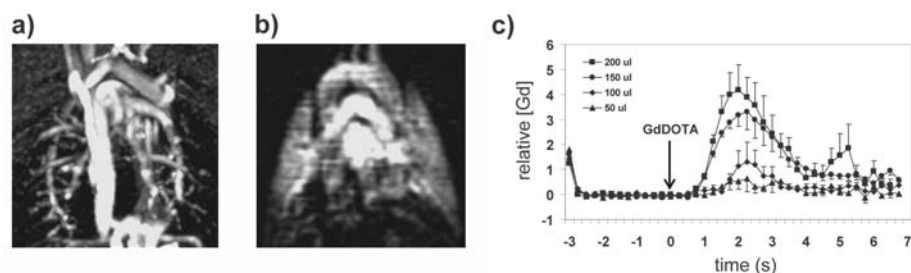 a)
b)
c)
6
5
4
3
2
1
0
-1
relative [Gd]
200 ul
150 ul
100 ul
50 ul
GdDOTA
-3 -2 -1 0 1 2 3 4 5 6 7
time (s)